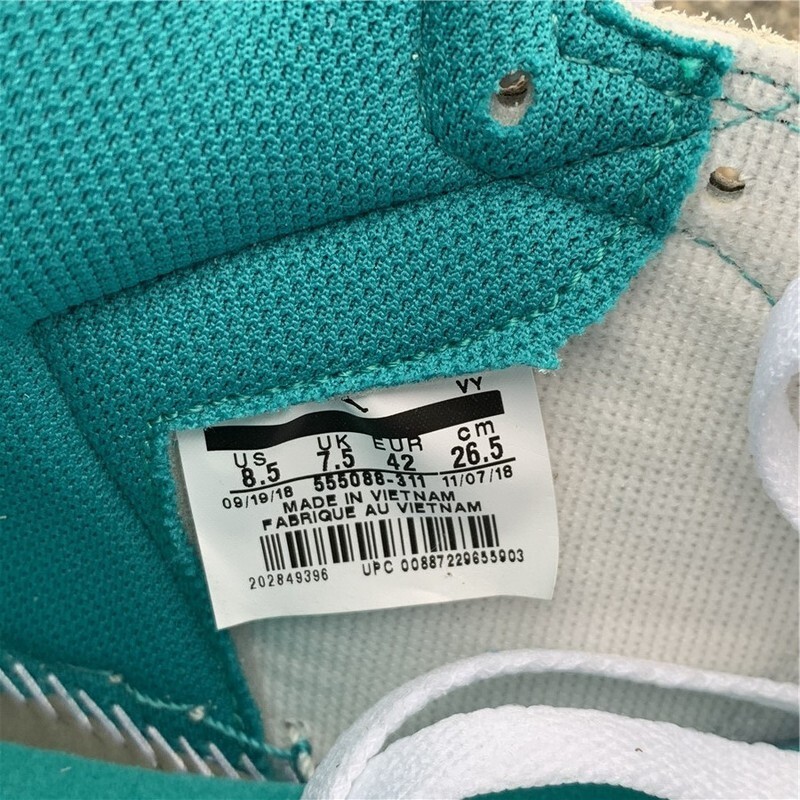 VY
US UK EUR cm
8.5 7.5 42 26.5
09/19/18 555088-311 11/07/18
MADE IN VIETNAM
FABRIQUE AU VIETNAM
202849396 UPC 00887229655903